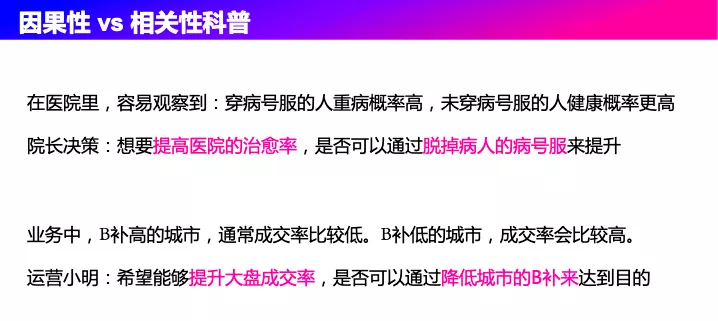 因果性 vs 相关性科普
在医院里，容易观察到：穿病号服的人重病概率高，未穿病号服的人健康概率更高
院长决策：想要提高医院的治愈率，是否可以通过脱掉病人的病号服来提升
业务中，B补高的城市，通常成交率比较低。B补低的城市，成交率会比较高。
运营小明：希望能够提升大盘成交率，是否可以通过降低城市的B补来达到目的